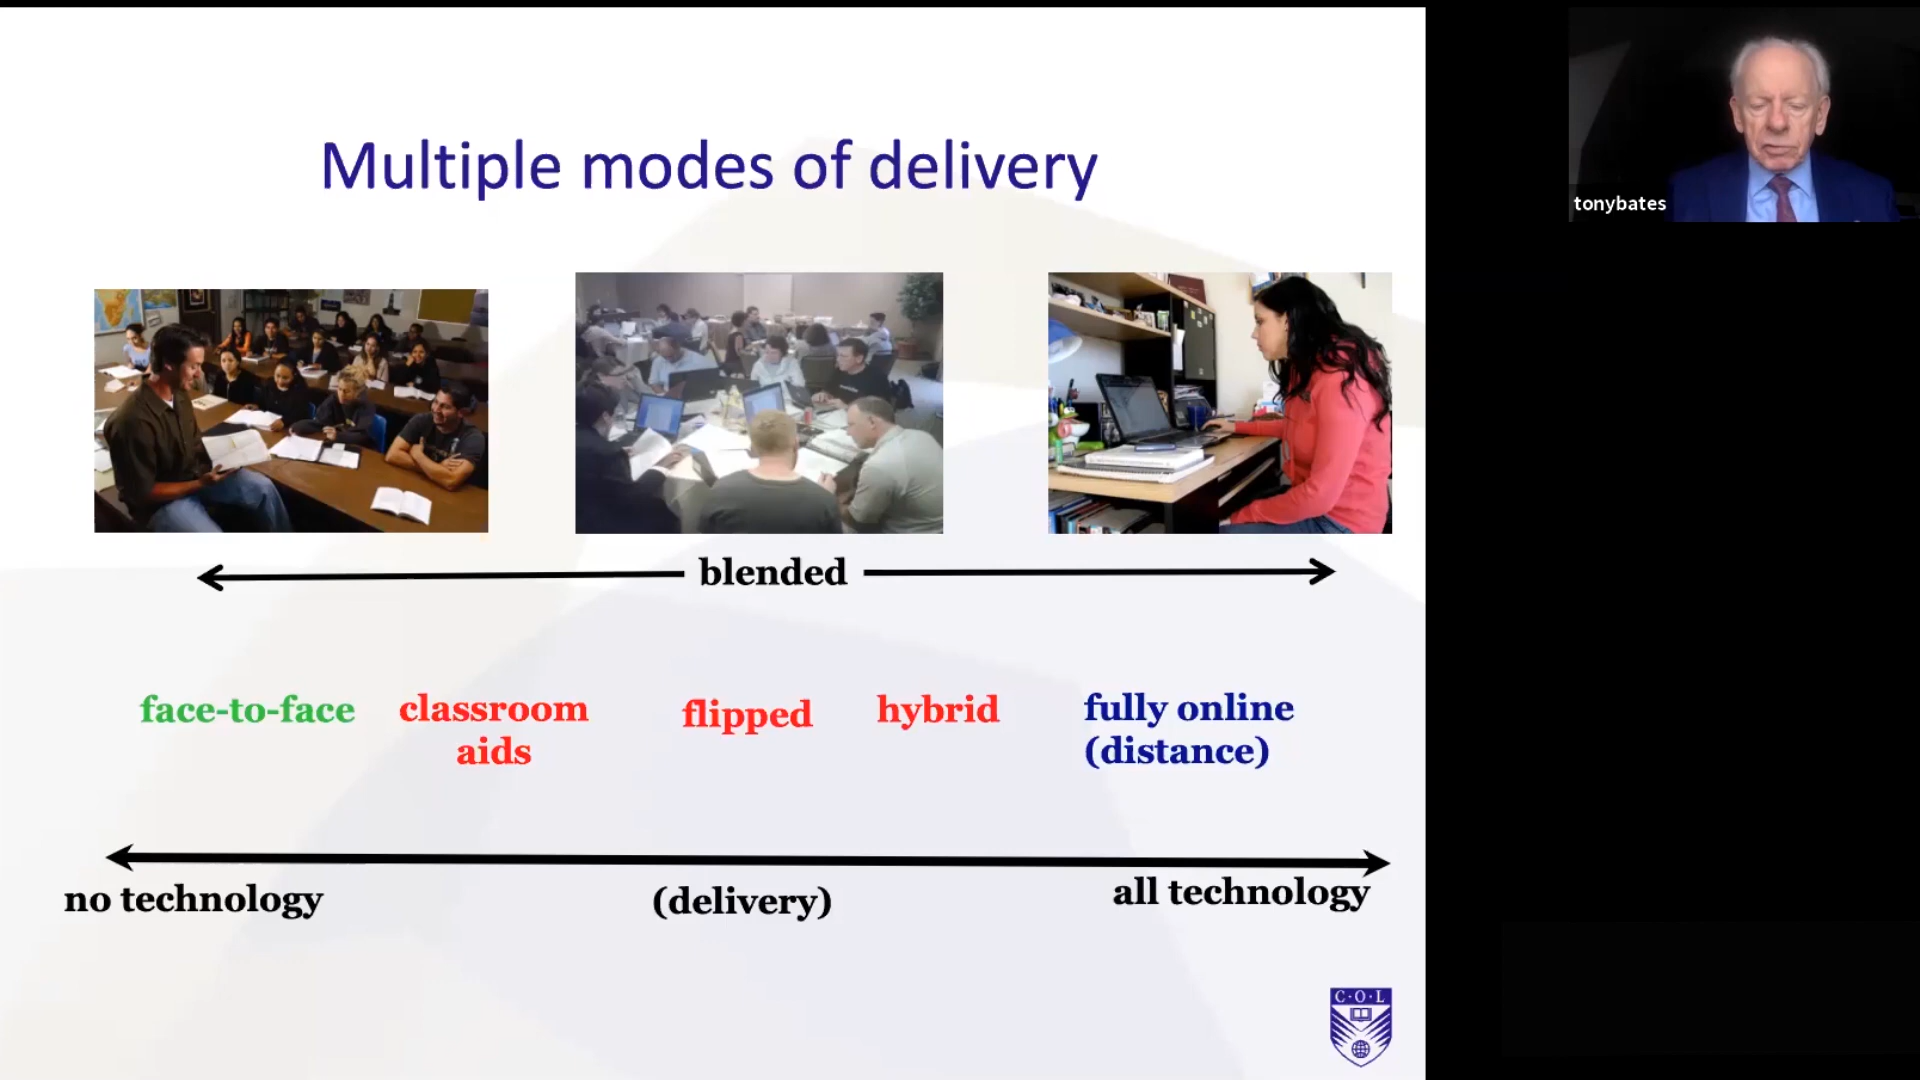 Multiple modes of delivery
tonybates
blended
face-to-face
classroom
aids
flipped
hybrid
fully online
(distance)
no technology
(delivery)
all technology
C·O·L